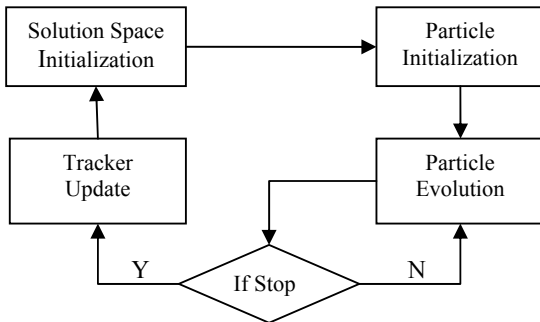 Solution Space
Initialization
Particle
Initialization
Tracker
Update
Particle
Evolution
Y
If Stop
N